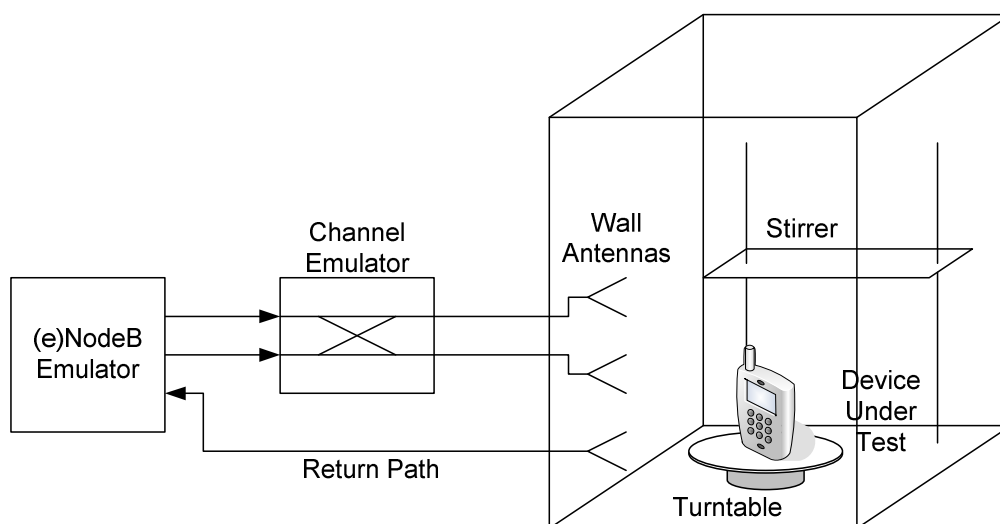 (e)NodeB
Emulator
Channel
Emulator
Return Path
Wall
Antennas
Stirrer
Device
Under
Test
Turntable